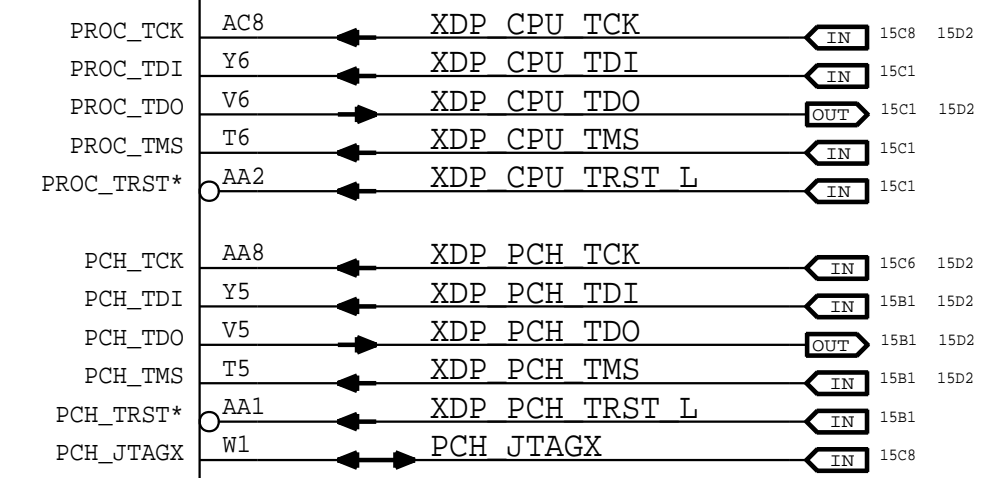 PROC_TCK AC8 XDP_CPU_TCK IN 15C8 15D2
PROC_TDI Y6 XDP_CPU_TDI IN 15C1
PROC_TDO V6 XDP_CPU_TDO OUT 15C1 15D2
PROC_TMS T6 XDP_CPU_TMS IN 15C1
PROC_TRST* AA2 XDP_CPU_TRST_L IN 15C1
PCH_TCK AA8 XDP_PCH_TCK IN 15C6 15D2
PCH_TDI Y5 XDP_PCH_TDI IN 15B1 15D2
PCH_TDO V5 XDP_PCH_TDO OUT 15B1 15D2
PCH_TMS T5 XDP_PCH_TMS IN 15B1 15D2
PCH_TRST* AA1 XDP_PCH_TRST_L IN 15B1
PCH_JTAGX W1 PCH_JTAGX IN 15C8